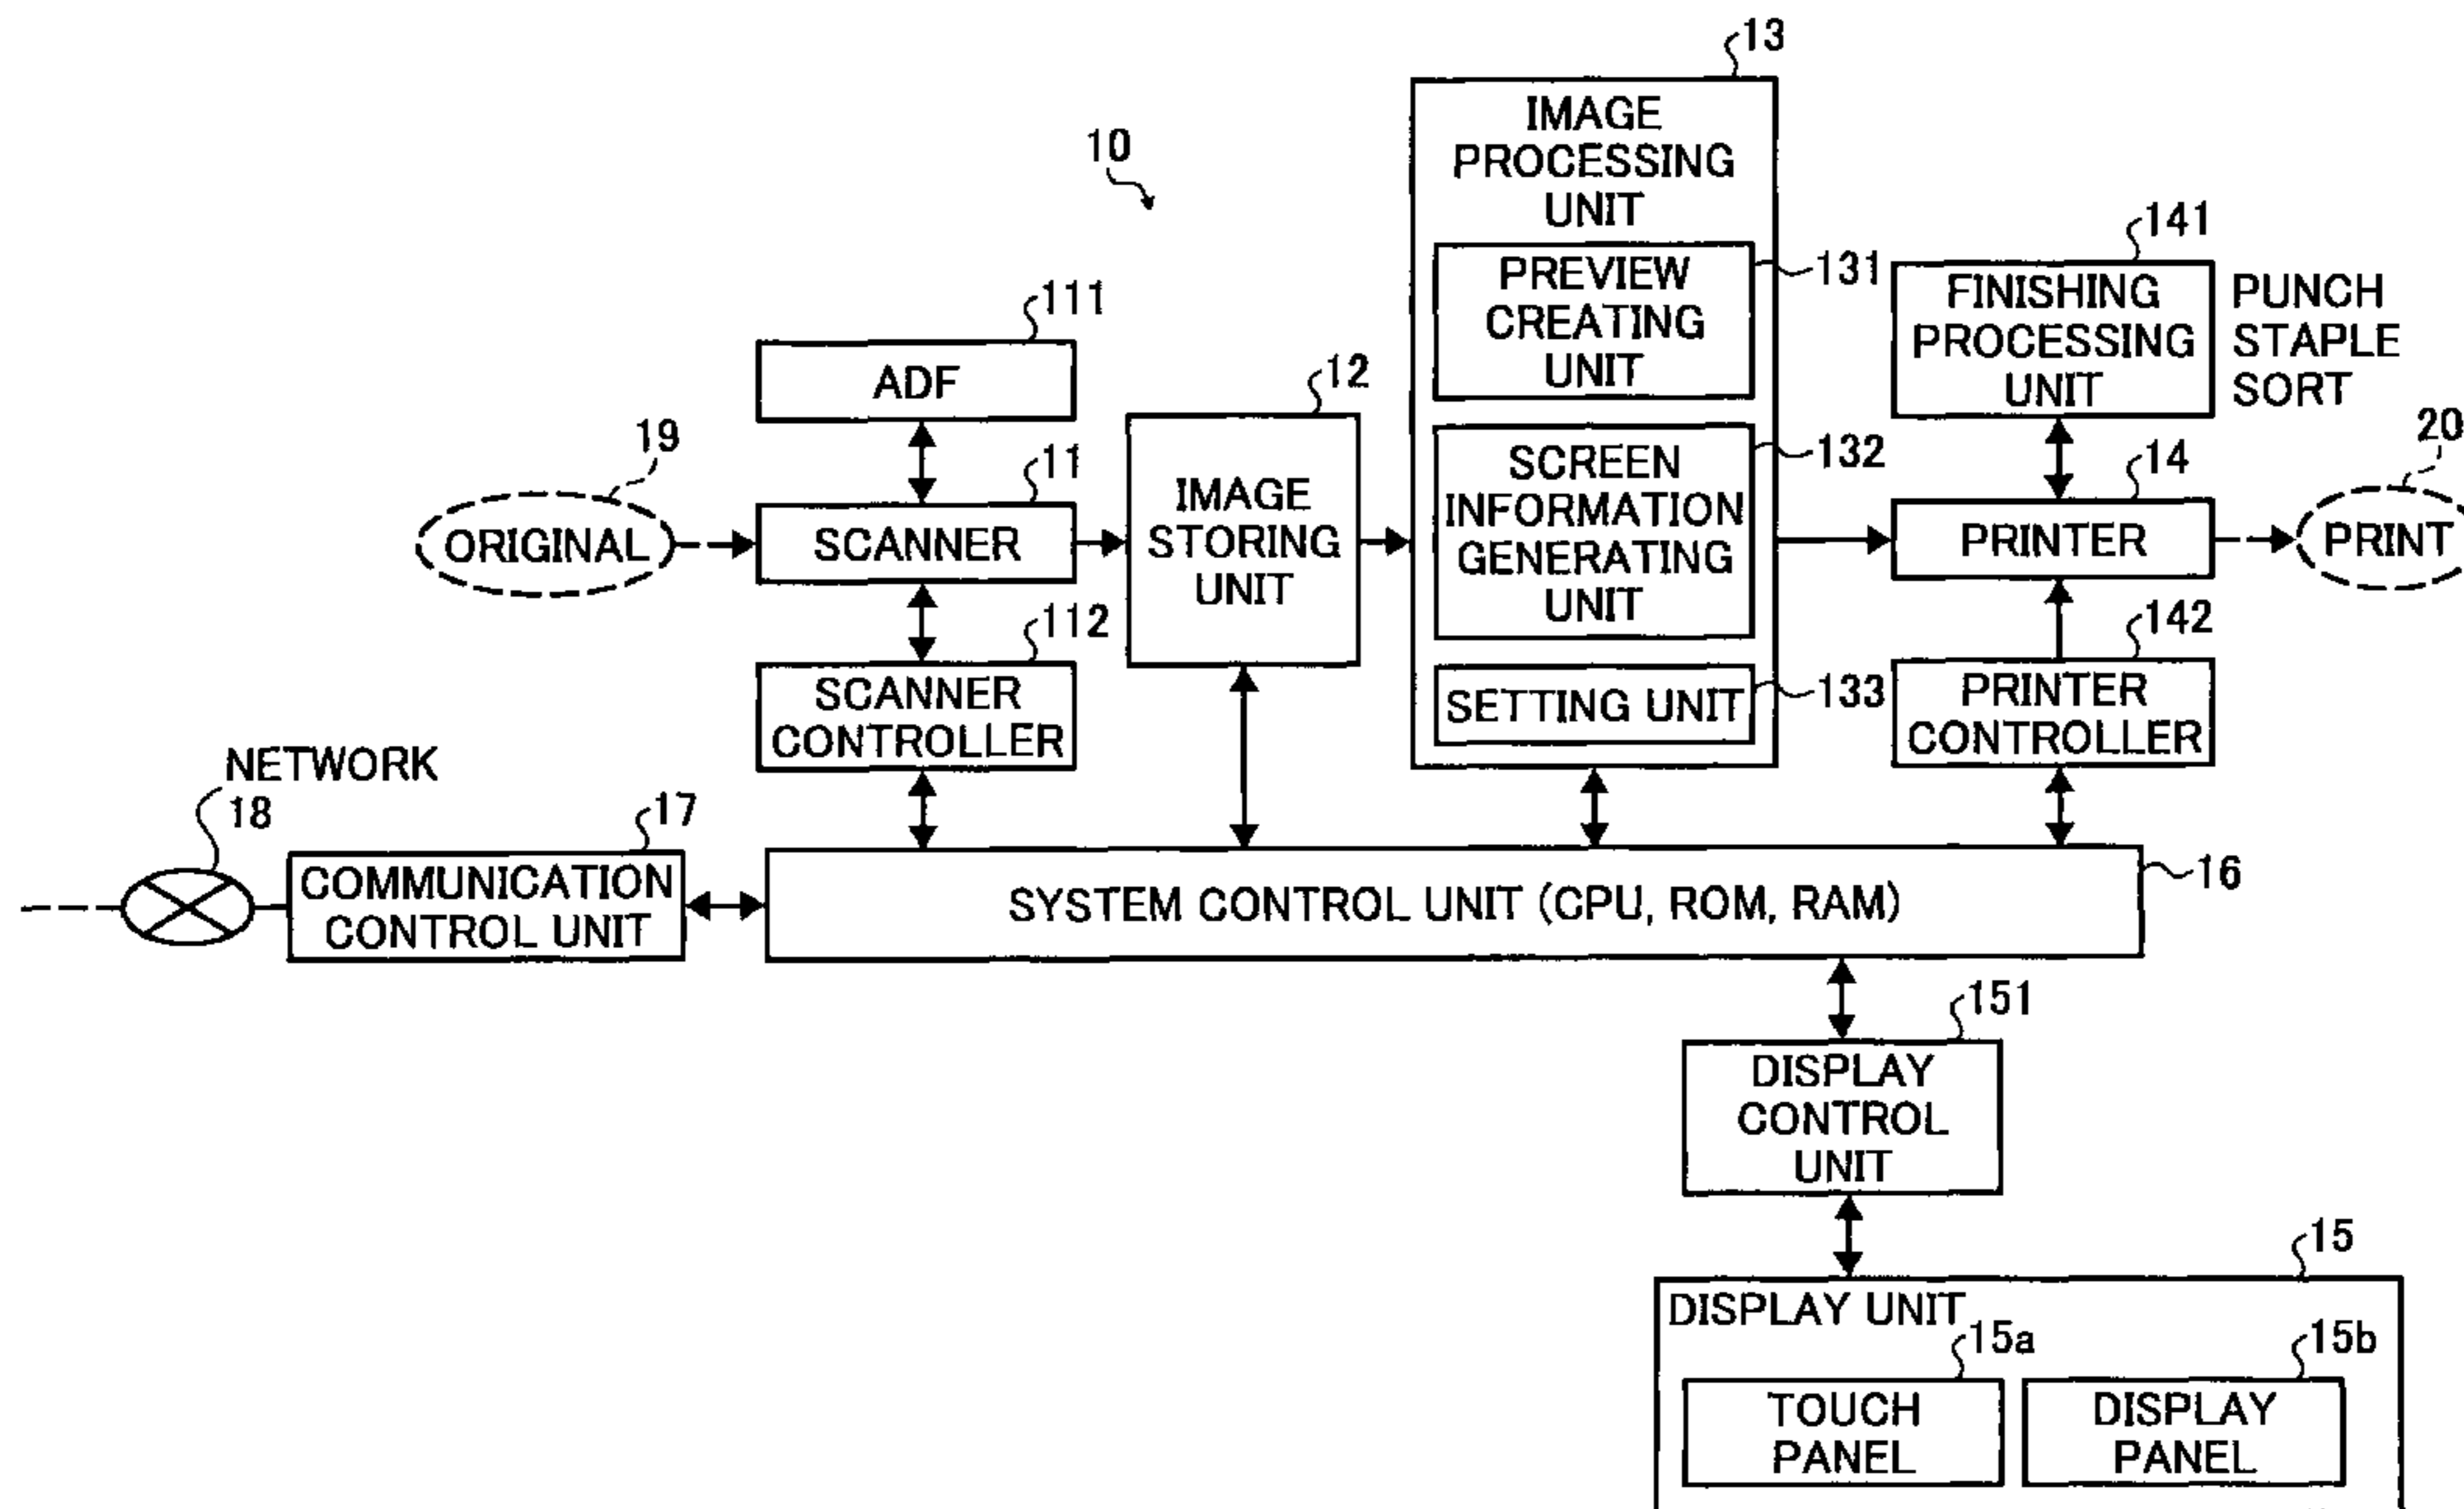 13
IMAGE
PROCESSING
UNIT
10
PREVIEW
CREATING
UNIT
131
141
FINISHING
PROCESSING
UNIT
PUNCH
STAPLE
SORT
111
ADF
12
IMAGE
STORING
UNIT
SCREEN
INFORMATION
GENERATING
UNIT
132
19
ORIGINAL
11
SCANNER
14
PRINTER
20
PRINT
112
SCANNER
CONTROLLER
SETTING UNIT
133
142
PRINTER
CONTROLLER
NETWORK
18
17
COMMUNICATION
CONTROL UNIT
SYSTEM CONTROL UNIT (CPU, ROM, RAM)
16
151
DISPLAY
CONTROL
UNIT
15
DISPLAY UNIT
15a
TOUCH
PANEL
15b
DISPLAY
PANEL